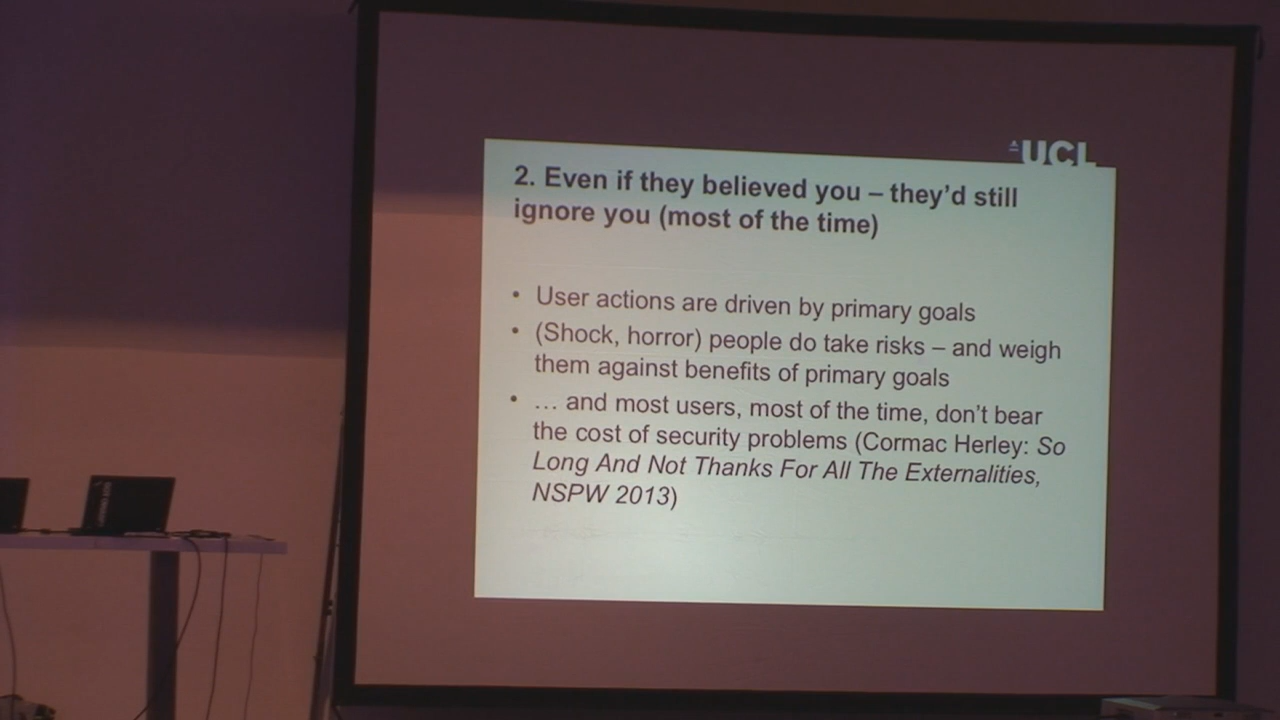 UCL
2. Even if they believed you – they'd still
ignore you (most of the time)
• User actions are driven by primary goals
• (Shock, horror) people do take risks – and weigh
them against benefits of primary goals
• … and most users, most of the time, don't bear
the cost of security problems (Cormac Herley: So
Long And Not Thanks For All The Externalities,
NSPW 2013)